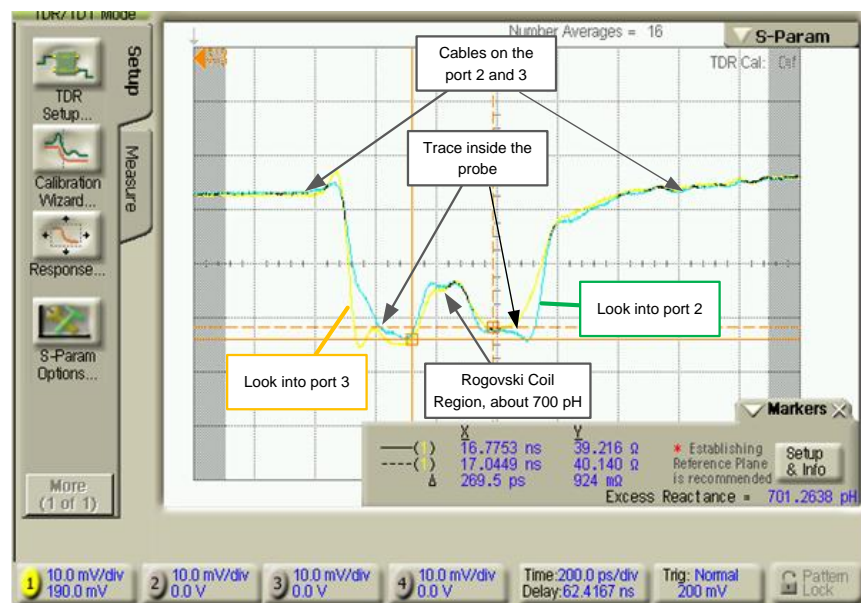 TDR/TDT Mode
Setup
Measure
TDR
Setup...
Calibration
Wizard...
Response...
S-Param
Options...
More
(1 of 1)
Number Averages = 16
S-Param
TDR Cal:
Cables on the
port 2 and 3
Trace inside the
probe
Look into port 2
Look into port 3
Rogovski Coil
Region, about 700 pH
Markers
X Y
(1) 16.7753 ns 39.216 Ω
(1) 17.0449 ns 40.140 Ω
Δ 269.5 ps 924 mΩ
* Establishing
Reference Plane
is recommended
Setup
& Info
Excess Reactance = 701.2638 pH
1 10.0 mV/div
190.0 mV
2 10.0 mV/div
0.0 V
3 10.0 mV/div
0.0 V
4 10.0 mV/div
0.0 V
Time:200.0 ps/div
Delay:62.4167 ns
Trig: Normal
200 mV
Pattern
Lock